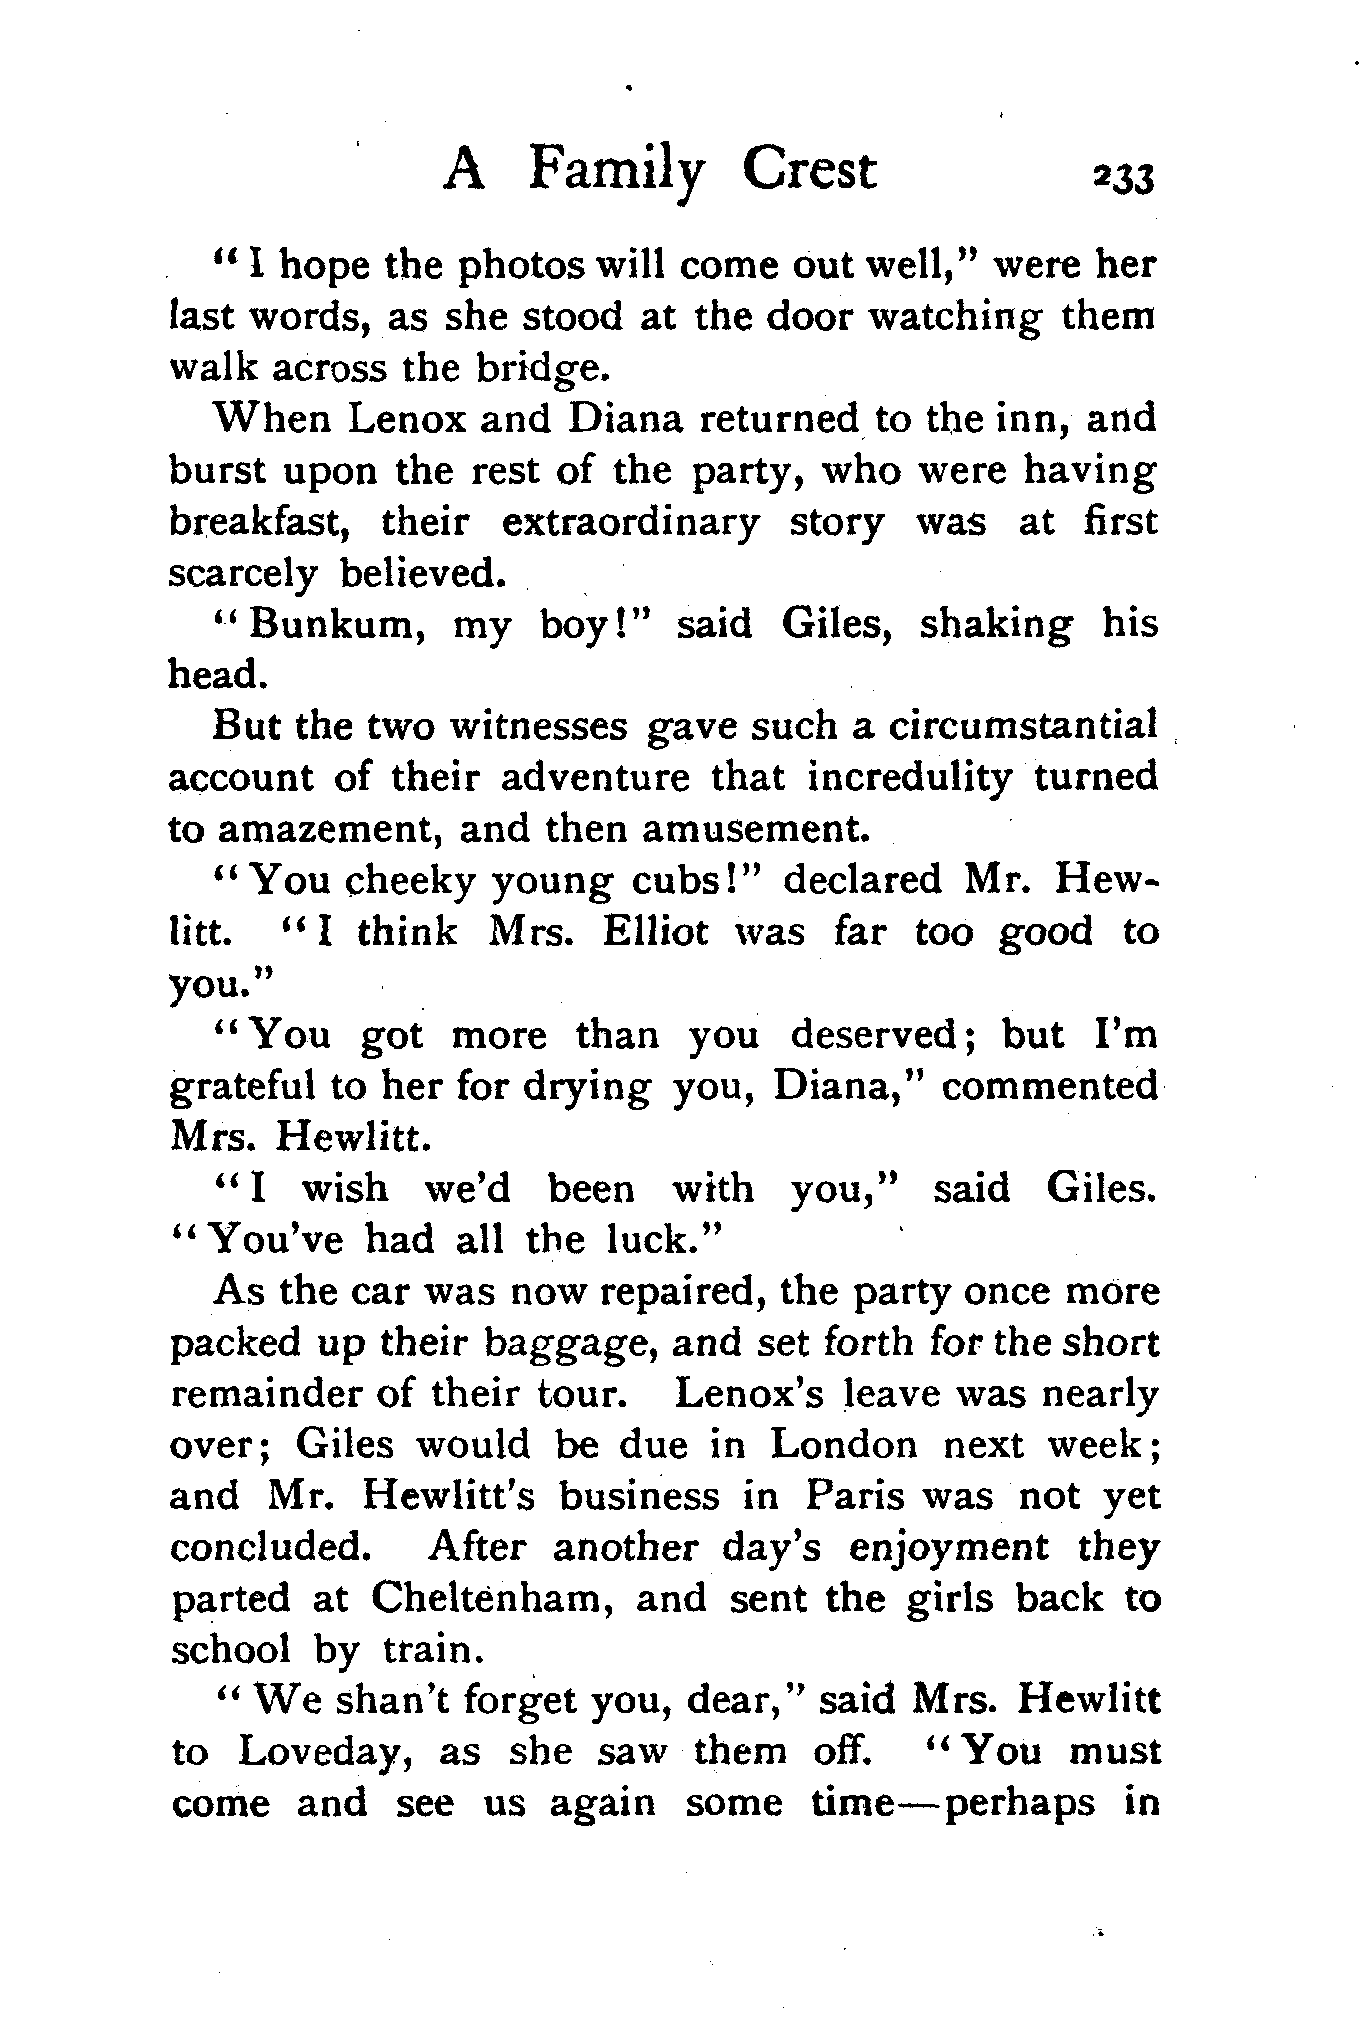 A Family Crest 233
"I hope the photos will come out well," were her
last words, as she stood at the door watching them
walk across the bridge.
When Lenox and Diana returned to the inn, and
burst upon the rest of the party, who were having
breakfast, their extraordinary story was at first
scarcely believed.
"Bunkum, my boy!" said Giles, shaking his
head.
But the two witnesses gave such a circumstantial
account of their adventure that incredulity turned
to amazement, and then amusement.
"You cheeky young cubs!" declared Mr. Hew-
litt. "I think Mrs. Elliot was far too good to
you."
"You got more than you deserved; but I'm
grateful to her for drying you, Diana," commented
Mrs. Hewlitt.
"I wish we'd been with you," said Giles.
"You've had all the luck."
As the car was now repaired, the party once more
packed up their baggage, and set forth for the short
remainder of their tour. Lenox's leave was nearly
over; Giles would be due in London next week;
and Mr. Hewlitt's business in Paris was not yet
concluded. After another day's enjoyment they
parted at Cheltenham, and sent the girls back to
school by train.
"We shan't forget you, dear," said Mrs. Hewlitt
to Loveday, as she saw them off. "You must
come and see us again some time—perhaps in